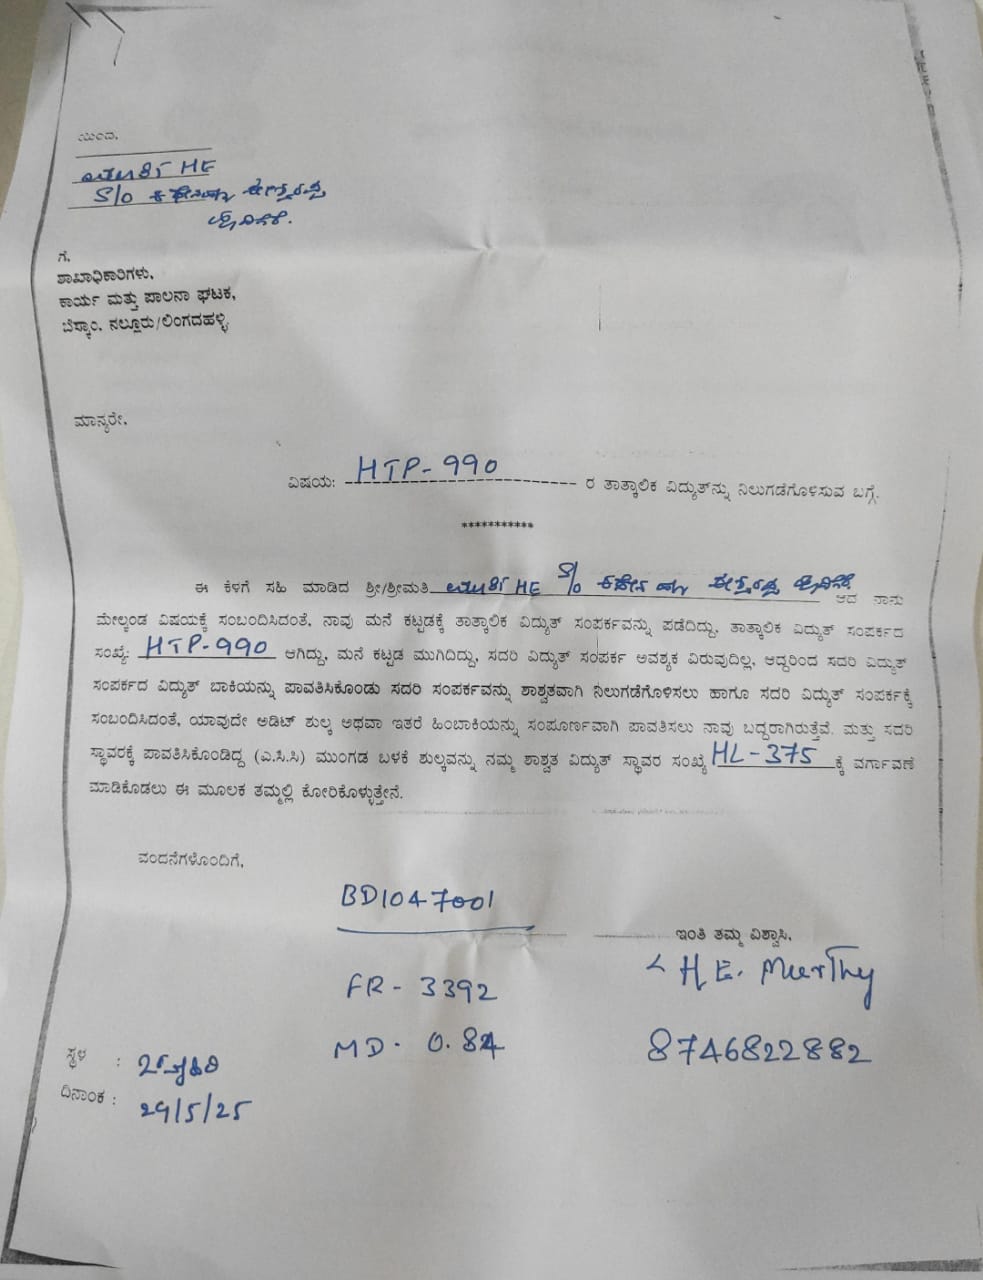 ಯಿಂದ,
ಮೂರ್ತಿ HE
S/O
ಗೆ,
ಶಾಖಾಧಿಕಾರಿಗಳು,
ಕಾರ್ಯ ಮತ್ತು ಪಾಲನಾ ಘಟಕ,
ಬೆಸ್ಕಾಂ, ನಲ್ಲೂರು/ಲಿಂಗದಹಳ್ಳಿ
ಮಾನ್ಯರೇ,
ವಿಷಯ: HTP-990 ರ ತಾತ್ಕಾಲಿಕ ವಿದ್ಯುತ್‌ನ್ನು ನಿಲುಗಡೆಗೊಳಿಸುವ ಬಗ್ಗೆ.
***********
ಈ ಕೆಳಗೆ ಸಹಿ ಮಾಡಿದ ಶ್ರೀ/ಶ್ರೀಮತಿ ಮೂರ್ತಿ HE S/O ಆದ ನಾನು
ಮೇಲ್ಕಂಡ ವಿಷಯಕ್ಕೆ ಸಂಬಂದಿಸಿದಂತೆ, ನಾವು ಮನೆ ಕಟ್ಟಡಕ್ಕೆ ತಾತ್ಕಾಲಿಕ ವಿದ್ಯುತ್ ಸಂಪರ್ಕವನ್ನು ಪಡೆದಿದ್ದು, ತಾತ್ಕಾಲಿಕ ವಿದ್ಯುತ್ ಸಂಪರ್ಕದ
ಸಂಖ್ಯೆ: HTP-990 ಆಗಿದ್ದು, ಮನೆ ಕಟ್ಟಡ ಮುಗಿದಿದ್ದು, ಸದರಿ ವಿದ್ಯುತ್ ಸಂಪರ್ಕ ಅವಶ್ಯಕ ವಿರುವುದಿಲ್ಲ, ಆದ್ದರಿಂದ ಸದರಿ ವಿದ್ಯುತ್
ಸಂಪರ್ಕದ ವಿದ್ಯುತ್ ಬಾಕಿಯನ್ನು ಪಾವತಿಸಿಕೊಂಡು ಸದರಿ ಸಂಪರ್ಕವನ್ನು ಶಾಶ್ವತವಾಗಿ ನಿಲುಗಡೆಗೊಳಿಸಲು ಹಾಗೂ ಸದರಿ ವಿದ್ಯುತ್ ಸಂಪರ್ಕಕ್ಕೆ
ಸಂಬಂದಿಸಿದಂತೆ, ಯಾವುದೇ ಅಡಿಟ್ ಶುಲ್ಕ ಅಥವಾ ಇತರೆ ಹಿಂಬಾಕಿಯನ್ನು ಸಂಪೂರ್ಣವಾಗಿ ಪಾವತಿಸಲು ನಾವು ಬದ್ದರಾಗಿರುತ್ತೆವೆ. ಮತ್ತು ಸದರಿ
ಸ್ಥಾವರಕ್ಕೆ ಪಾವತಿಸಿಕೊಂಡಿದ್ದ (ಎ.ಸಿ.ಸಿ) ಮುಂಗಡ ಬಳಕೆ ಶುಲ್ಕವನ್ನು ನಮ್ಮ ಶಾಶ್ವತ ವಿದ್ಯುತ್ ಸ್ಥಾವರ ಸಂಖ್ಯೆ HL-375 ಕ್ಕೆ ವರ್ಗಾವಣೆ
ಮಾಡಿಕೊಡಲು ಈ ಮೂಲಕ ತಮ್ಮಲ್ಲಿ ಕೋರಿಕೊಳ್ಳುತ್ತೇನೆ.
ವಂದನೆಗಳೊಂದಿಗೆ,
BD1047001
ಇಂತಿ ತಮ್ಮ ವಿಶ್ವಾಸಿ,
H E. Murthy
FR- 3392
MD- 0.84
8746822882
ಸ್ಥಳ :
ದಿನಾಂಕ : 29/5/25